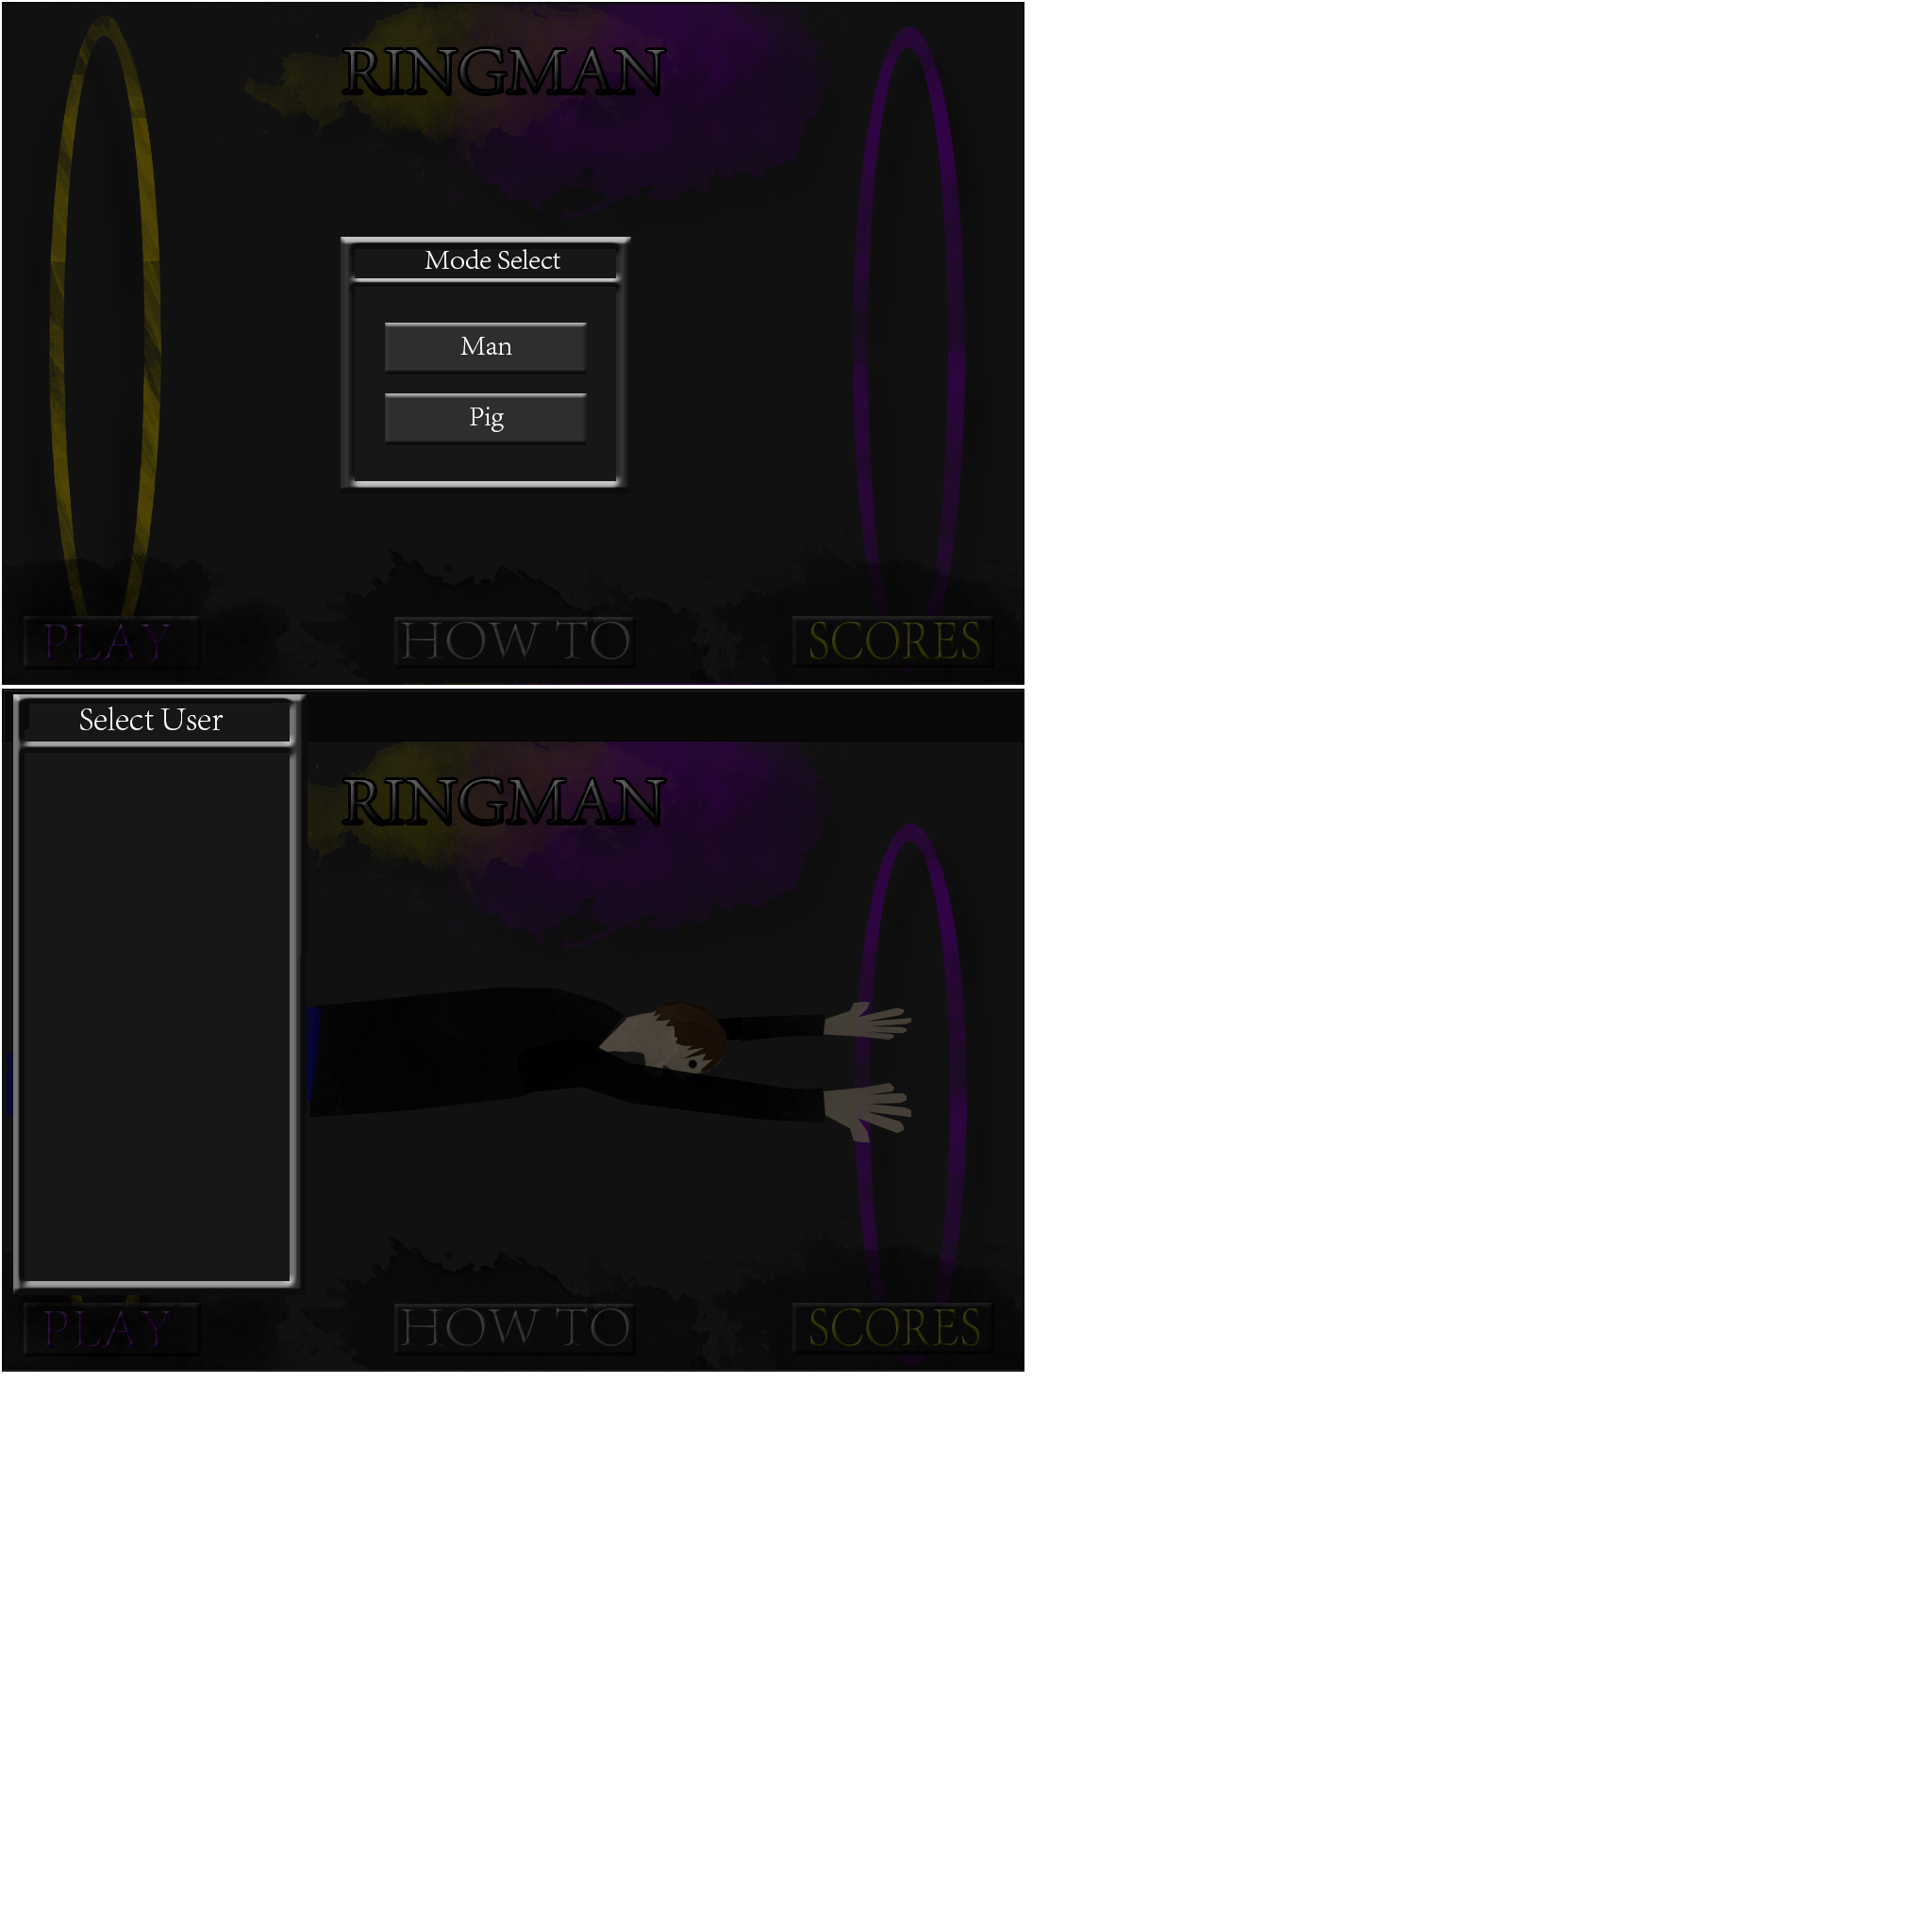 RINGMAN
Mode Select
Man
Pig
PLAY
HOW TO
SCORES
Select User
RINGMAN
PLAY
HOW TO
SCORES